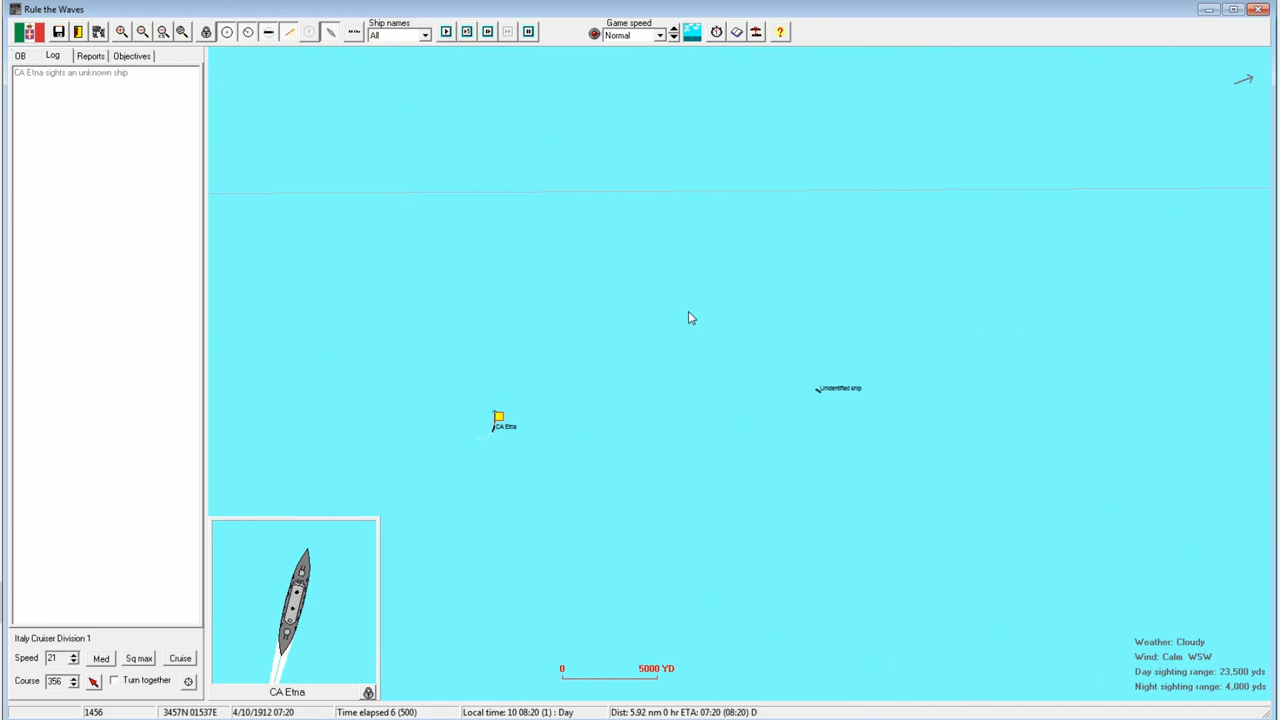 Rule the Waves
Ship names
All
Game speed
Normal
OB Log Reports Objectives
CA Etna sights an unknown ship
Unidentified ship
CA Etna
Italy Cruiser Division 1
Speed 21 Med Sq max Cruise
Course 356 Turn together
CA Etna
0 5000 YD
Weather: Cloudy
Wind: Calm WSW
Day sighting range: 23,500 yds
Night sighting range: 4,000 yds
1456 3457N 01537E 4/10/1912 07:20 Time elapsed 6 (500) Local time: 10 08:20 (1) : Day Dist: 5.92 nm 0 hr ETA: 07:20 (08:20) D